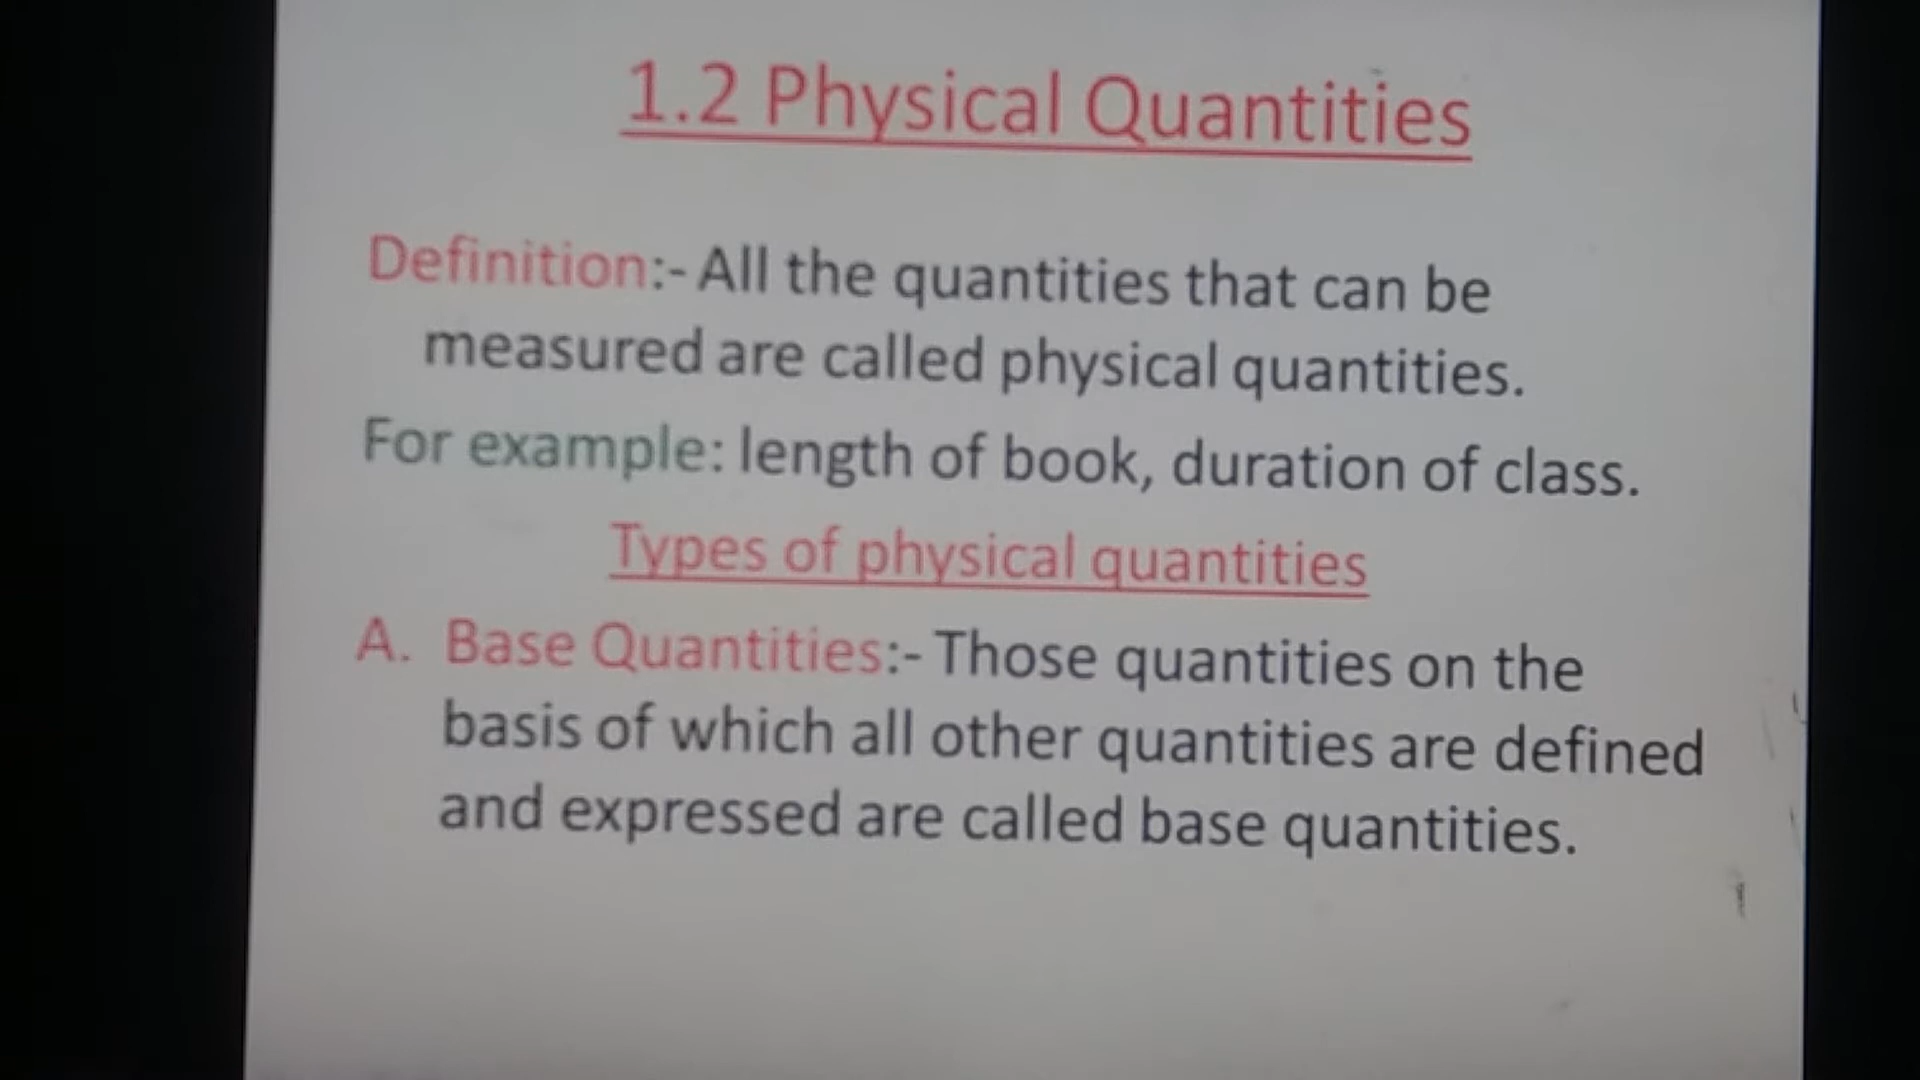 1.2 Physical Quantities
Definition:- All the quantities that can be
measured are called physical quantities.
For example: length of book, duration of class.
Types of physical quantities
A. Base Quantities:- Those quantities on the
basis of which all other quantities are defined
and expressed are called base quantities.